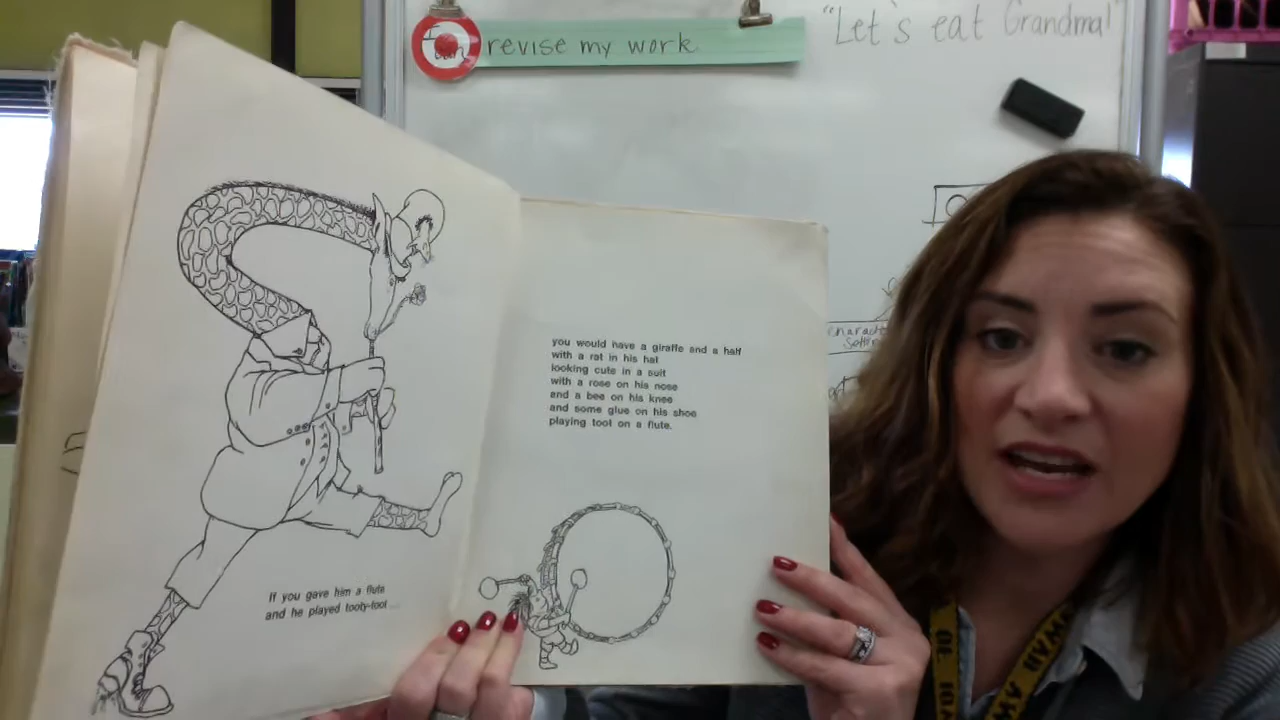 "Let's eat Grandma!"
I can revise my work
If you gave him a flute
and he played tooty-toot...
you would have a giraffe and a half
with a rat in his hat
looking cute in a suit
with a rose on his nose
and a bee on his knee
and some glue on his shoe
playing toot on a flute.